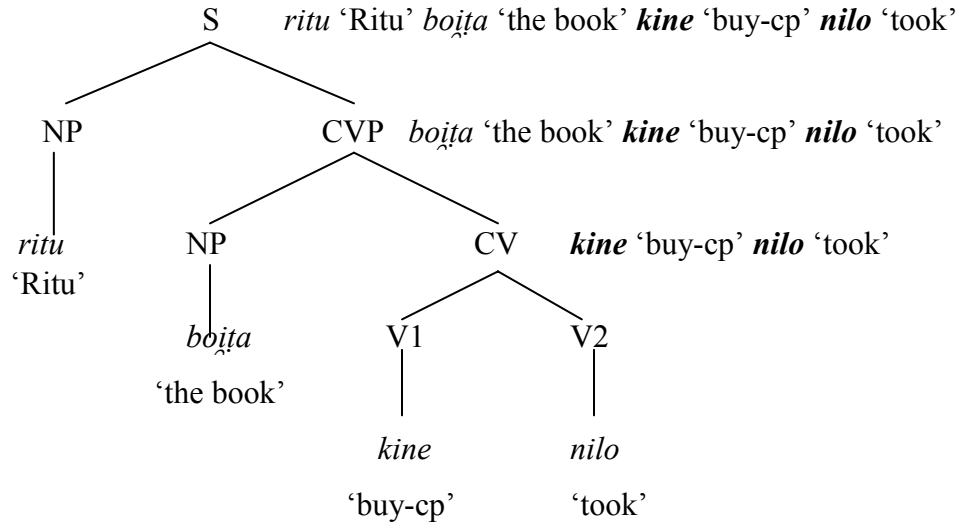 S ritu ‘Ritu’ boi̯ṭa ‘the book’ kine ‘buy-cp’ nilo ‘took’
NP CVP boi̯ṭa ‘the book’ kine ‘buy-cp’ nilo ‘took’
ritu NP CV kine ‘buy-cp’ nilo ‘took’
‘Ritu’
boi̯ṭa V1 V2
‘the book’
kine nilo
‘buy-cp’ ‘took’